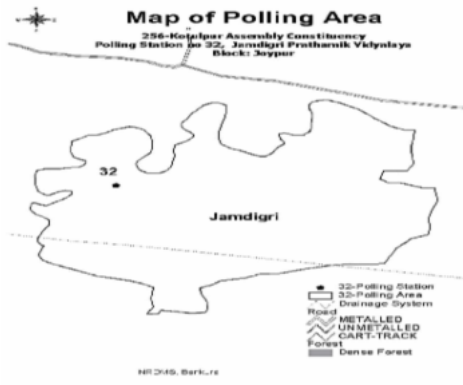 Map of Polling Area
256-Kotulpur Assembly Constituency
Polling Station no 32, Jamdigri Prathamik Vidyalaya
Block: Joypur
32
Jamdigri
32-Polling Station
32-Polling Area
Drainage System
Road
METALLED
UNMETALLED
CART-TRACK
Forest
Dense Forest
NRDMS, Bankura